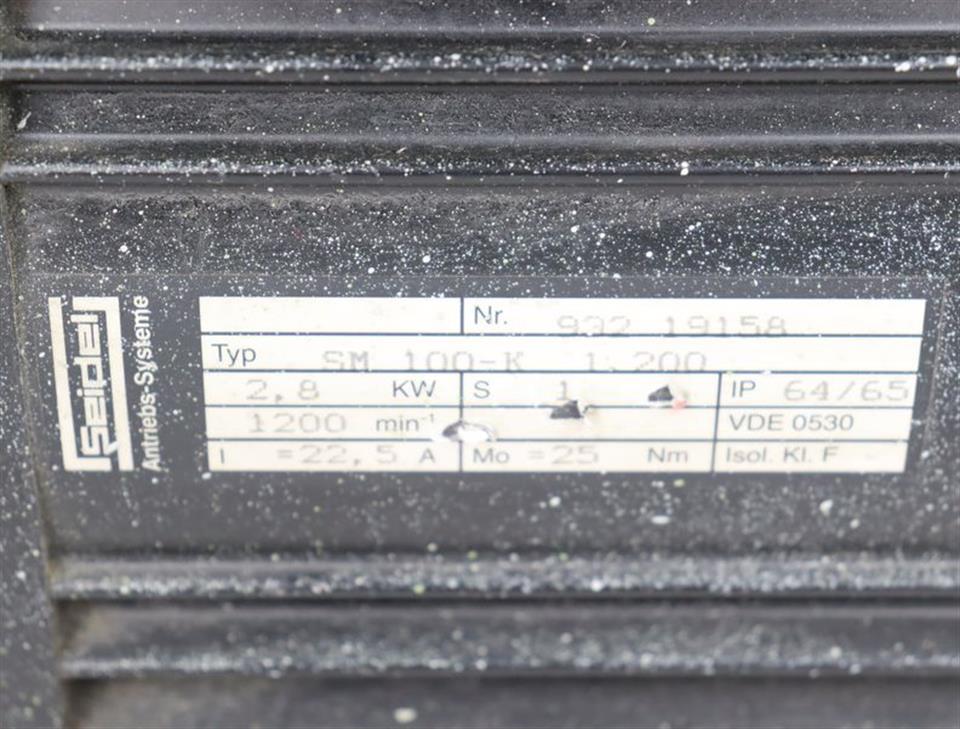 Seidel
Antriebs-Systeme
Nr. 932 19158
Typ SM 100-K 1.200
2,8 KW S 1 IP 64/65
1200 min⁻¹ VDE 0530
I =22,5 A Mo =25 Nm Isol. Kl. F